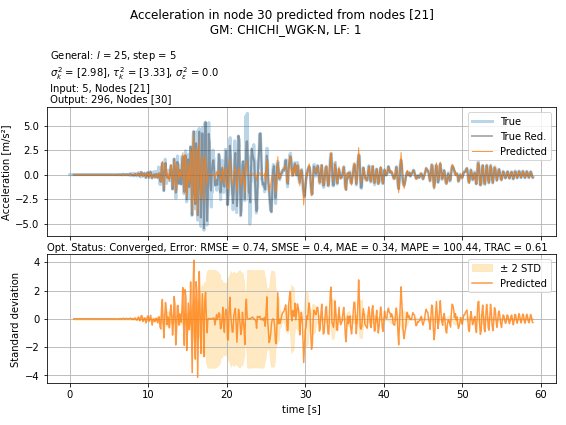 Acceleration in node 30 predicted from nodes [21]
GM: CHICHI_WGK-N, LF: 1
General: l = 25, step = 5
σ²ₖ = [2.98], τ²ₖ = [3.33], σ²ε = 0.0
Input: 5, Nodes [21]
Output: 296, Nodes [30]
Acceleration [m/s²]
5.0
2.5
0.0
−2.5
−5.0
True
True Red.
Predicted
Opt. Status: Converged, Error: RMSE = 0.74, SMSE = 0.4, MAE = 0.34, MAPE = 100.44, TRAC = 0.61
Standard deviation
4
2
0
−2
−4
± 2 STD
Predicted
0 10 20 30 40 50 60
time [s]